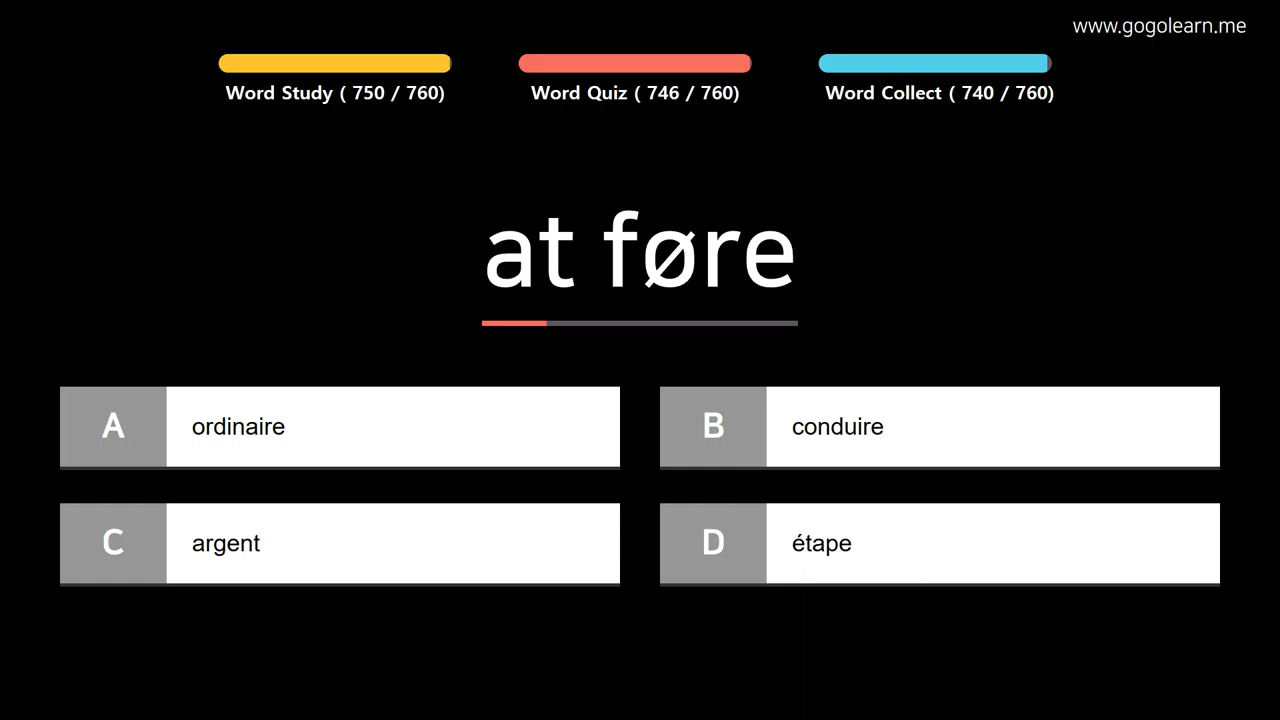 www.gogolearn.me
Word Study ( 750 / 760)
Word Quiz ( 746 / 760)
Word Collect ( 740 / 760)
at føre
A ordinaire
B conduire
C argent
D étape